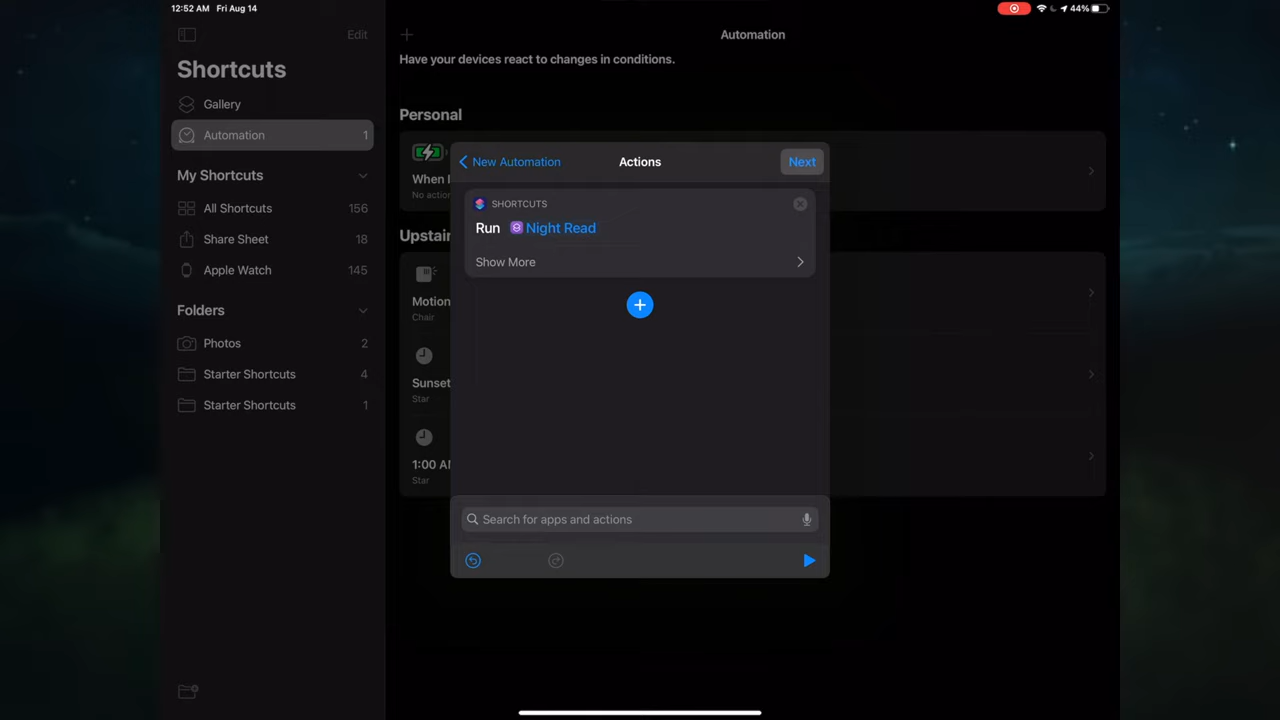 12:52 AM Fri Aug 14
44%
Edit
Shortcuts
Gallery
Automation 1
My Shortcuts
All Shortcuts 156
Share Sheet 18
Apple Watch 145
Folders
Photos 2
Starter Shortcuts 4
Starter Shortcuts 1
Automation
Have your devices react to changes in conditions.
Personal
When
No action
Upstair
Motion
Chair
Sunset
Star
1:00 A
Star
New Automation
Actions
Next
SHORTCUTS
Run Night Read
Show More
Search for apps and actions